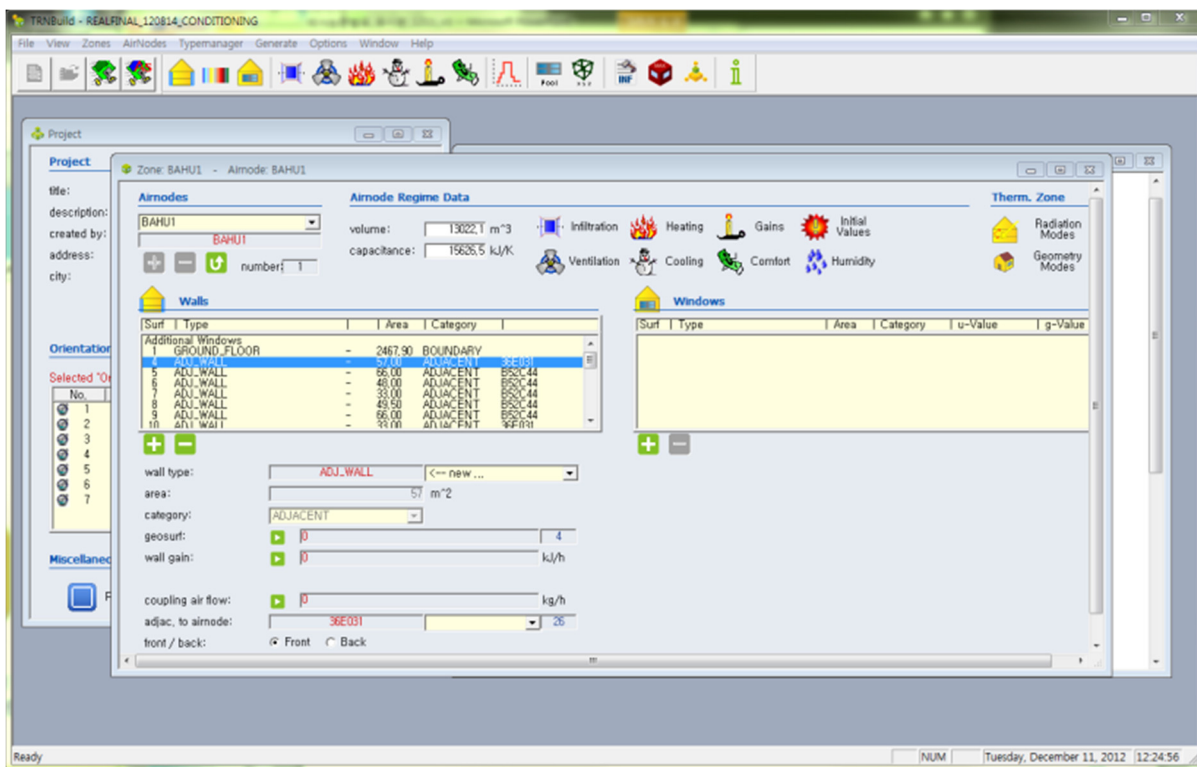 TRNBuild - REALFINAL_120814_CONDITIONING
File View Zones AirNodes Typemanager Generate Options Window Help
Pool
INF
Project
Project
title:
description:
created by:
address:
city:
Orientation
Selected "Or
No.
1
2
3
4
5
6
7
Miscellanec
Zone: BAHU1 - Airnode: BAHU1
Airnodes
BAHU1
BAHU1
number: 1
Airnode Regime Data
volume: 13022,1 m^3
capacitance: 15626,5 kJ/K
Infiltration Heating Gains Initial Values
Ventilation Cooling Comfort Humidity
Therm. Zone
Radiation Modes
Geometry Modes
Walls
Surf Type Area Category
Additional Windows
1 GROUND_FLOOR - 2467,90 BOUNDARY
4 ADJ_WALL - 57,00 ADJACENT 36E031
5 ADJ_WALL - 66,00 ADJACENT B52C44
6 ADJ_WALL - 48,00 ADJACENT B52C44
7 ADJ_WALL - 33,00 ADJACENT B52C44
8 ADJ_WALL - 49,50 ADJACENT B52C44
9 ADJ_WALL - 66,00 ADJACENT B52C44
10 ADJ_WALL - 33,00 ADJACENT 36E031
Windows
Surf Type Area Category u-Value g-Value
wall type: ADJ_WALL <-- new ...
area: 57 m^2
category: ADJACENT
geosurf: 0 4
wall gain: 0 kJ/h
coupling air flow: 0 kg/h
adjac. to airnode: 36E031 26
front / back: Front Back
Ready NUM Tuesday, December 11, 2012 12:24:56